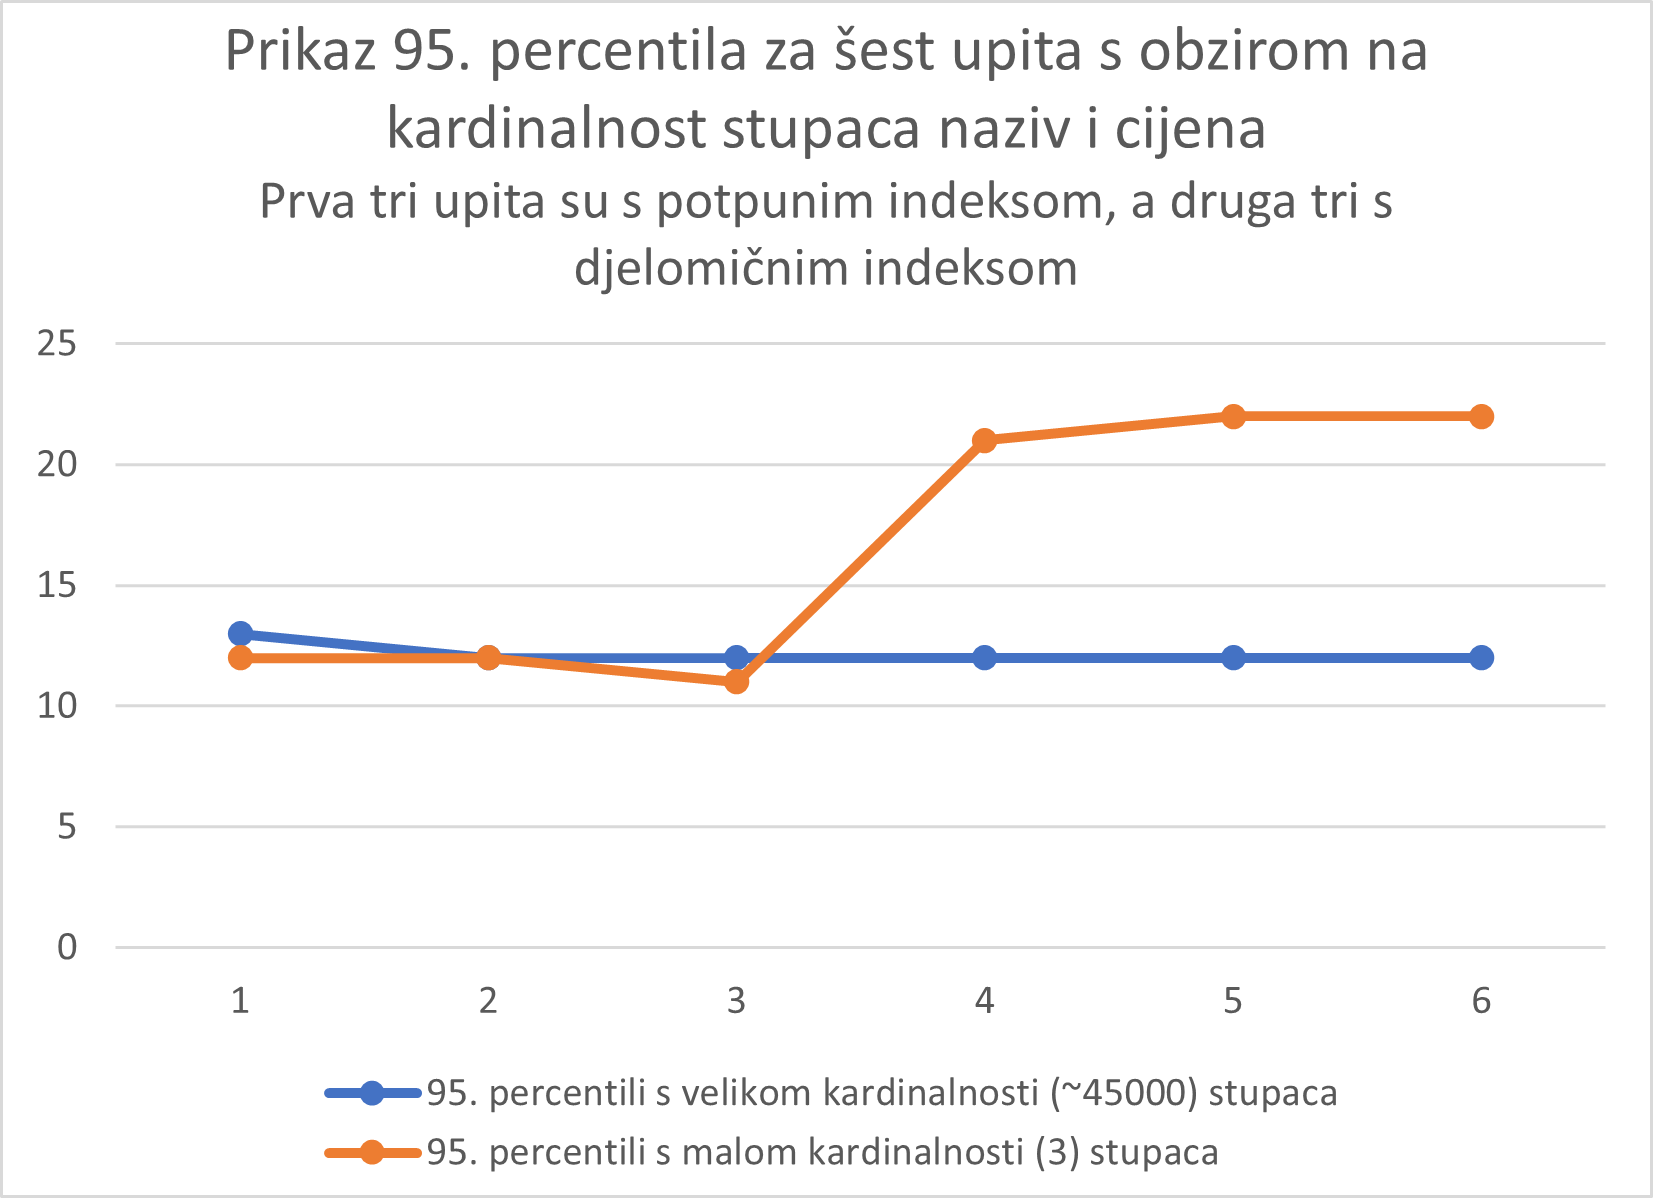 Prikaz 95. percentila za šest upita s obzirom na
kardinalnost stupaca naziv i cijena
Prva tri upita su s potpunim indeksom, a druga tri s
djelomičnim indeksom
25
20
15
10
5
0
1 2 3 4 5 6
95. percentili s velikom kardinalnosti (~45000) stupaca
95. percentili s malom kardinalnosti (3) stupaca